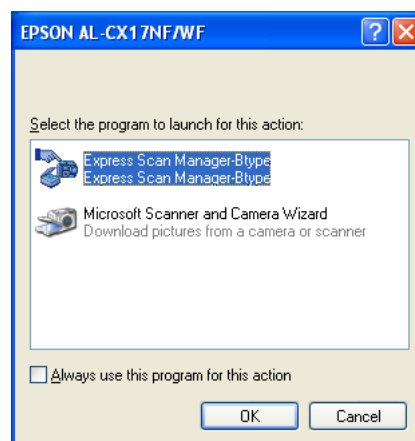 EPSON AL-CX17NF/WF
Select the program to launch for this action:
Express Scan Manager-Btype
Express Scan Manager-Btype
Microsoft Scanner and Camera Wizard
Download pictures from a camera or scanner
Always use this program for this action
OK Cancel